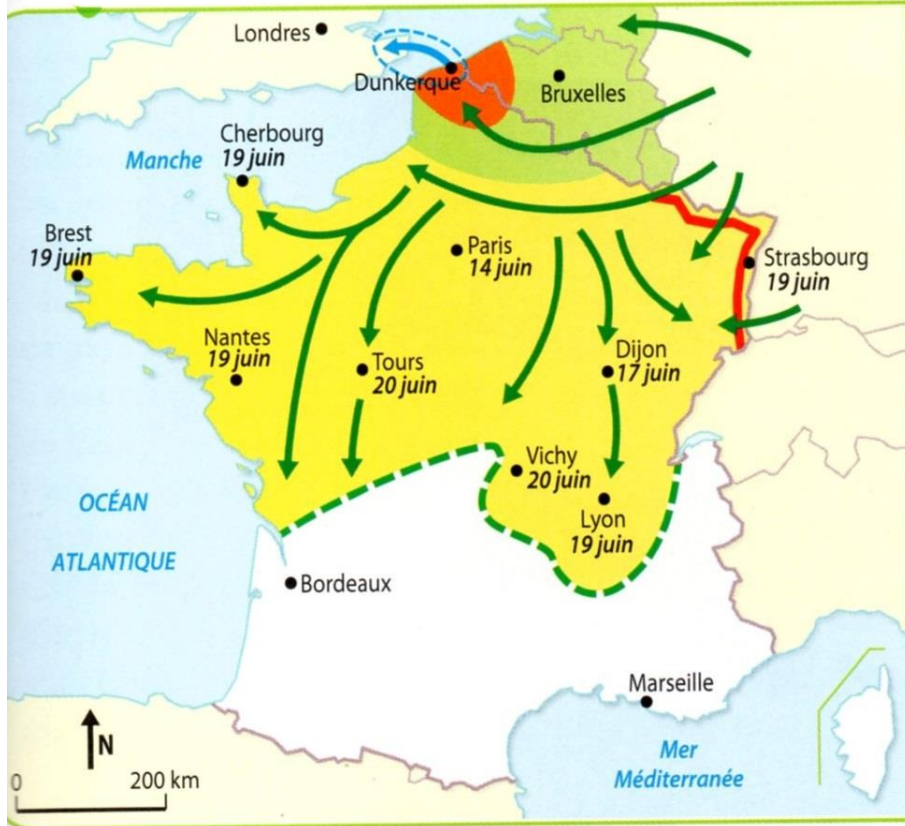 Londres
Dunkerque
Bruxelles
Cherbourg
19 juin
Manche
Brest
19 juin
Paris
14 juin
Strasbourg
19 juin
Nantes
19 juin
Tours
20 juin
Dijon
17 juin
Vichy
20 juin
Lyon
19 juin
OCÉAN
ATLANTIQUE
Bordeaux
Marseille
Mer
Méditerranée
N
0 200 km